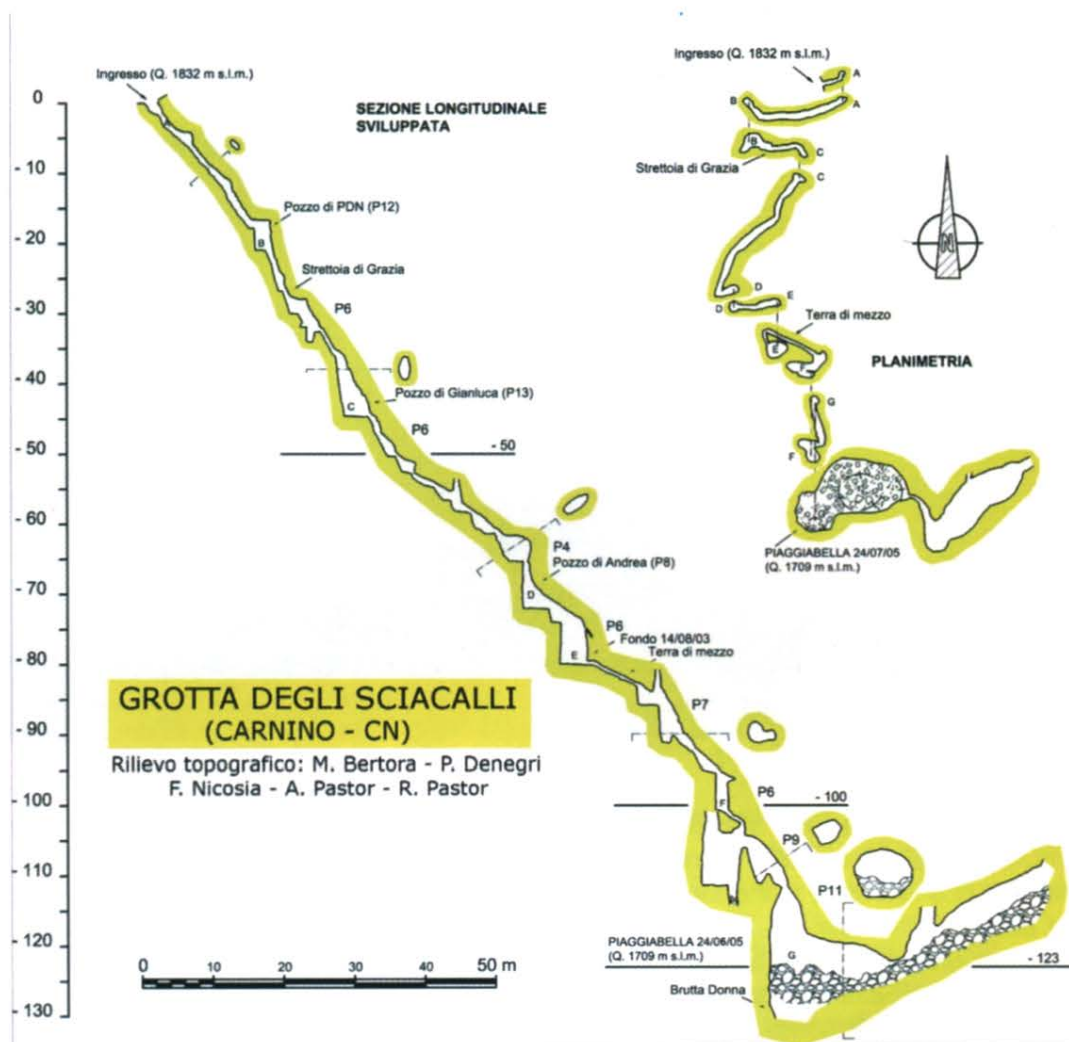 Ingresso (Q. 1832 m s.l.m.)
SEZIONE LONGITUDINALE
SVILUPPATA
0
- 10
- 20
- 30
- 40
- 50
- 60
- 70
- 80
- 90
- 100
- 110
- 120
- 130
Pozzo di PDN (P12)
B
Strettoia di Grazia
P6
Pozzo di Gianluca (P13)
C
P6
- 50
P4
Pozzo di Andrea (P8)
D
P6
Fondo 14/08/03
E
Terra di mezzo
P7
P6
F
- 100
P9
P11
PIAGGIABELLA 24/06/05
(Q. 1709 m s.l.m.)
G
- 123
Brutta Donna
GROTTA DEGLI SCIACALLI
(CARNINO - CN)
Rilievo topografico: M. Bertora - P. Denegri
F. Nicosia - A. Pastor - R. Pastor
0
10
20
30
40
50 m
Ingresso (Q. 1832 m s.l.m.)
A
B
A
B
C
Strettoia di Grazia
C
N
D
D
E
Terra di mezzo
E
F
PLANIMETRIA
G
F
PIAGGIABELLA 24/07/05
(Q. 1709 m s.l.m.)